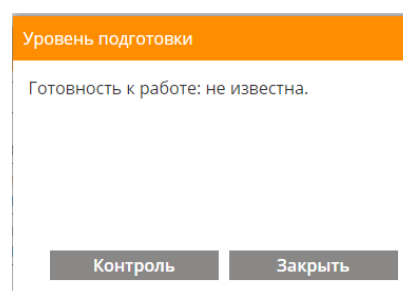 Уровень подготовки
Готовность к работе: не известна.
Контроль
Закрыть